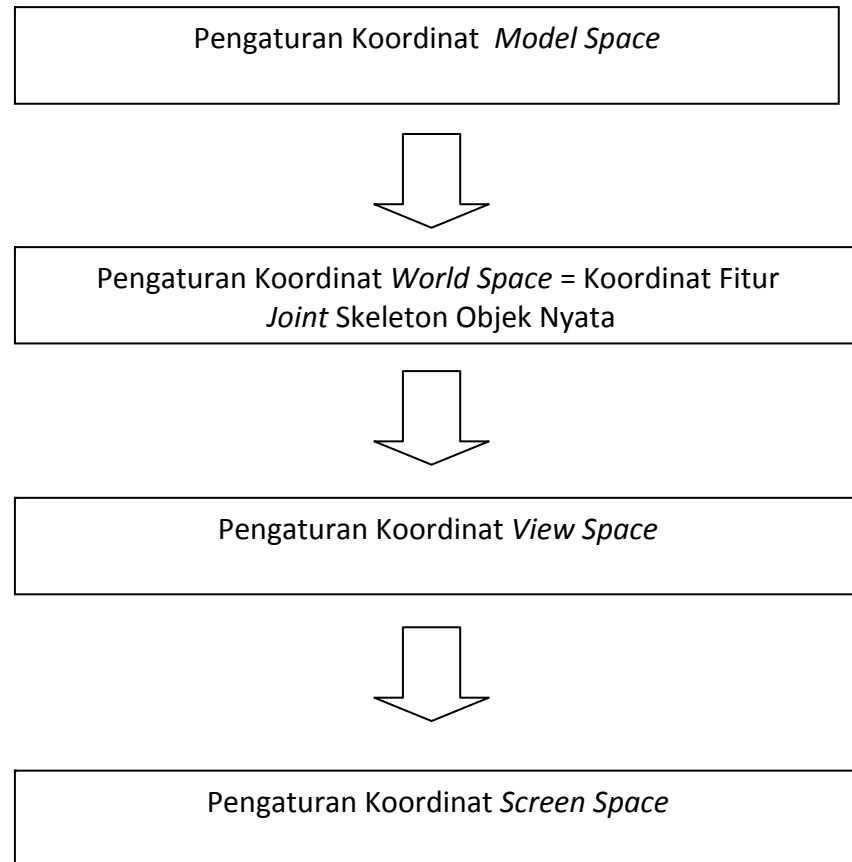 Pengaturan Koordinat Model Space
Pengaturan Koordinat World Space = Koordinat Fitur
Joint Skeleton Objek Nyata
Pengaturan Koordinat View Space
Pengaturan Koordinat Screen Space